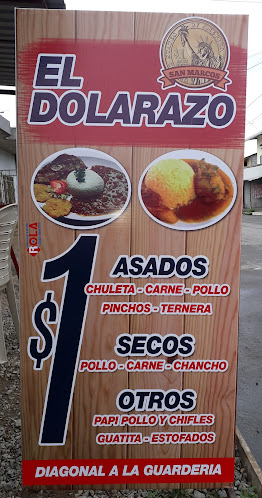 SAN MARCOS
EL
DOLARAZO
ROLA
$1
ASADOS
CHULETA - CARNE - POLLO
PINCHOS - TERNERA
SECOS
POLLO - CARNE - CHANCHO
OTROS
PAPI POLLO Y CHIFLES
GUATITA - ESTOFADOS
DIAGONAL A LA GUARDERIA